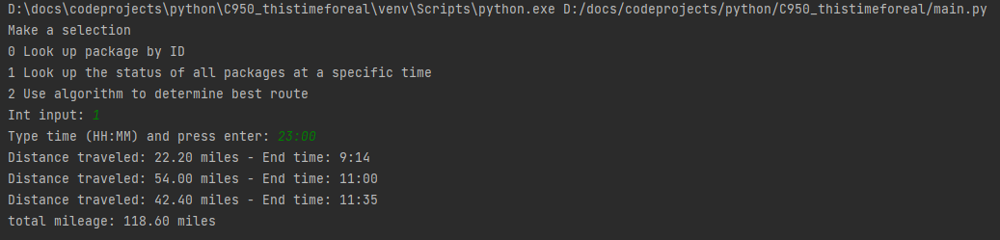 D:\docs\codeprojects\python\C950_thistimeforeal\venv\Scripts\python.exe D:/docs/codeprojects/python/C950_thistimeforeal/main.py
Make a selection
0 Look up package by ID
1 Look up the status of all packages at a specific time
2 Use algorithm to determine best route
Int input: 1
Type time (HH:MM) and press enter: 23:00
Distance traveled: 22.20 miles - End time: 9:14
Distance traveled: 54.00 miles - End time: 11:00
Distance traveled: 42.40 miles - End time: 11:35
total mileage: 118.60 miles